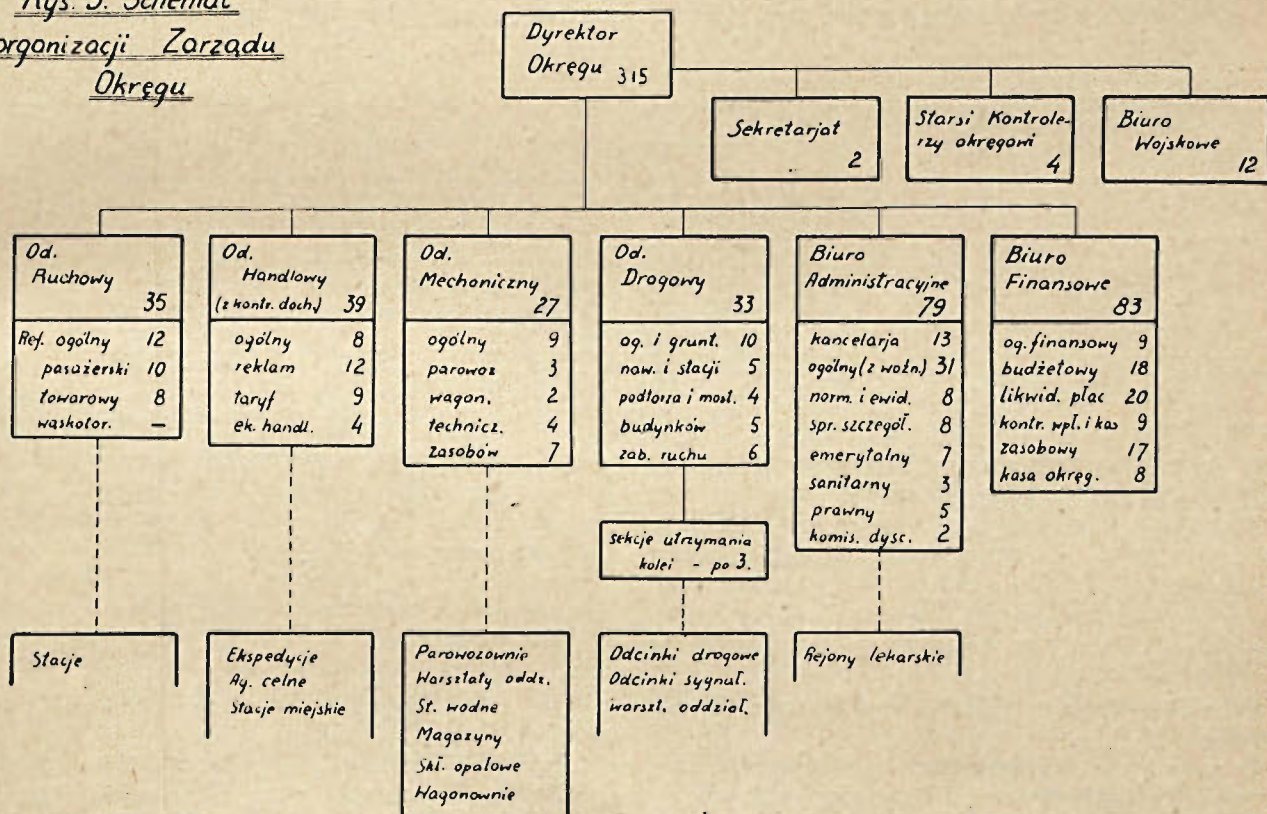 Rys. 5. Schemat
organizacji Zarządu
Okręgu
Dyrektor
Okręgu 315
Sekretarjat
2
Starsi Kontrole-
rzy okręgowi
4
Biuro
Wojskowe
12
Od.
Ruchowy
35
Ref. ogólny 12
pasażerski 10
towarowy 8
wąskotor. —
Od.
Handlowy
(z kontr. doch.) 39
ogólny 8
reklam 12
taryf 9
ek. handl. 4
Od.
Mechaniczny
27
ogólny 9
parowoz 3
wagon. 2
technicz. 4
zasobów 7
Od.
Drogowy
33
og. i grunt. 10
naw. i stacji 5
podtorza i most. 4
budynków 5
zab. ruchu 6
Biuro
Administracyjne
79
kancelarja 13
ogólny (z woźn.) 31
norm. i ewid. 8
spr. szczegół. 8
emerytalny 7
sanitarny 3
prawny 5
komis. dysc. 2
Biuro
Finansowe
83
og. finansowy 9
budżetowy 18
likwid. płac 20
kontr. wpł. i kas 9
zasobowy 17
kasa okręg. 8
sekcje utrzymania
kolei - po 3.
Stacje
Ekspedycje
Ag. celne
Stacje miejskie
Parowozownie
Warsztaty oddz.
St. wodne
Magazyny
Skł. opałowe
Wagonownie
Odcinki drogowe
Odcinki sygnał.
warszt. oddział.
Rejony lekarskie